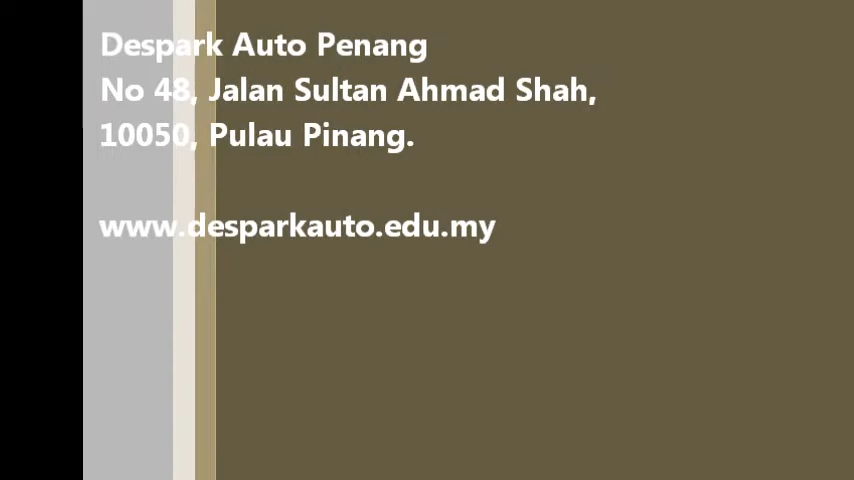 Despark Auto Penang
No 48, Jalan Sultan Ahmad Shah,
10050, Pulau Pinang.
www.desparkauto.edu.my